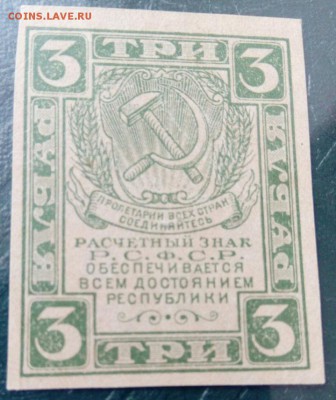 COINS.LAVE.RU
3 ТРИ 3
РУБЛЯ
РУБЛЯ
ПРОЛЕТАРИИ ВСЕХ СТРАН
СОЕДИНЯЙТЕСЬ
РАСЧЕТНЫЙ ЗНАК
Р.С.Ф.С.Р.
ОБЕСПЕЧИВАЕТСЯ
ВСЕМ ДОСТОЯНИЕМ
РЕСПУБЛИКИ
3 ТРИ 3